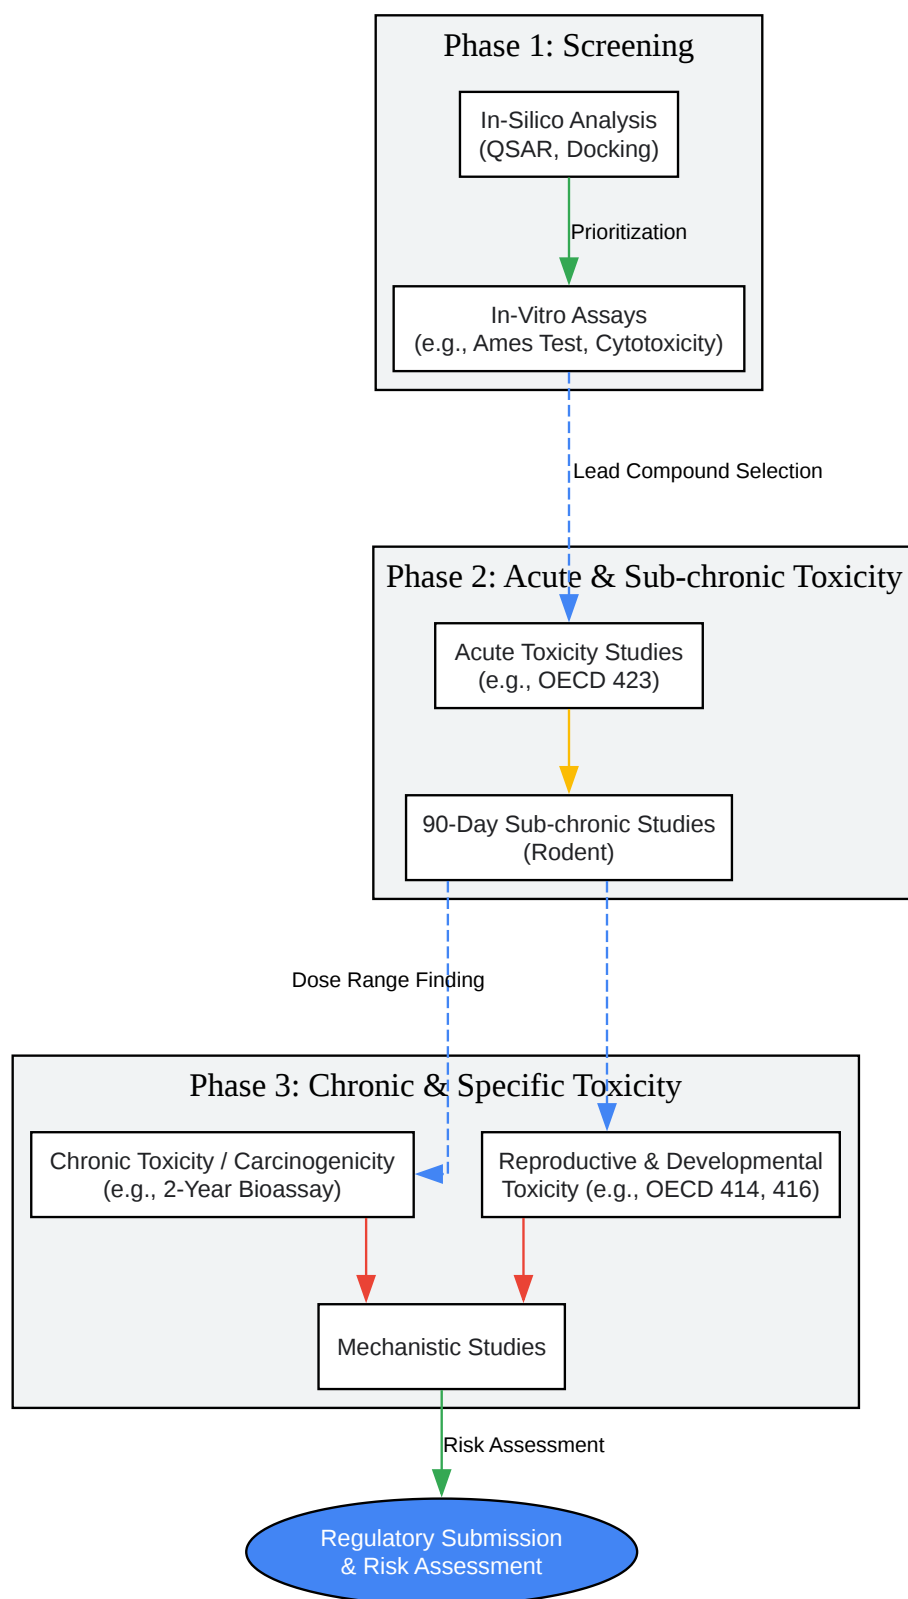 Phase 1: Screening
In-Silico Analysis
(QSAR, Docking)
Prioritization
In-Vitro Assays
(e.g., Ames Test, Cytotoxicity)
Lead Compound Selection
Phase 2: Acute & Sub-chronic Toxicity
Acute Toxicity Studies
(e.g., OECD 423)
90-Day Sub-chronic Studies
(Rodent)
Dose Range Finding
Phase 3: Chronic & Specific Toxicity
Chronic Toxicity / Carcinogenicity
(e.g., 2-Year Bioassay)
Reproductive & Developmental
Toxicity (e.g., OECD 414, 416)
Mechanistic Studies
Risk Assessment
Regulatory Submission
& Risk Assessment